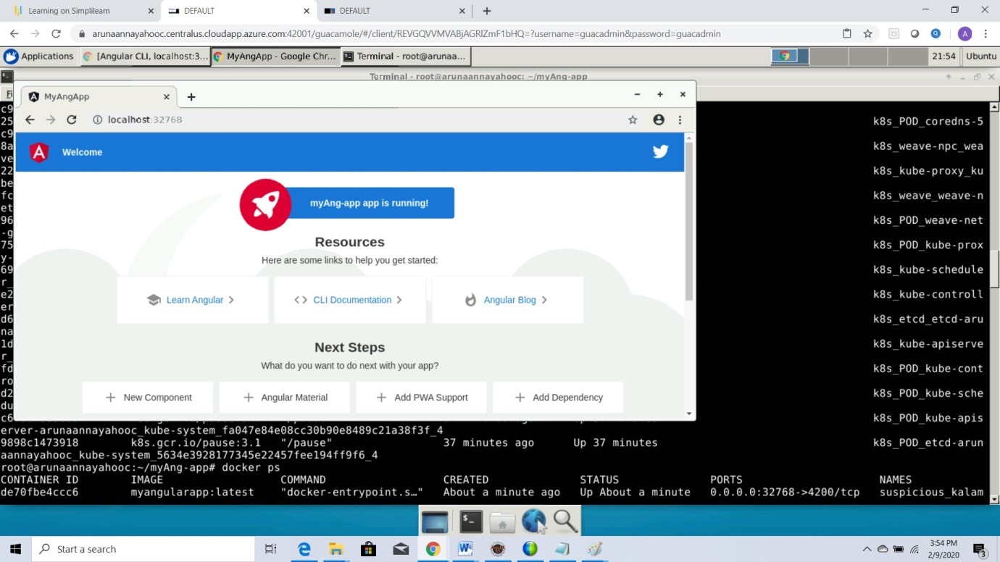 Learning on Simplilearn
DEFAULT
DEFAULT
arunaannayahooc.centralus.cloudapp.azure.com:42001/guacamole/#/client/REVGQVVMVABjAGRlZmF1bHQ=?username=guacadmin&password=guacadmin
A
Applications
[Angular CLI, localhost:3...
MyAngApp - Google Chr...
Terminal - root@arunaa...
21:54
Ubuntu
Terminal - root@arunaannayahooc: ~/myAng-app
MyAngApp
localhost:32768
Welcome
myAng-app app is running!
Resources
Here are some links to help you get started:
Learn Angular
CLI Documentation
Angular Blog
Next Steps
What do you want to do next with your app?
New Component
Angular Material
Add PWA Support
Add Dependency
c9
25 k8s_POD_coredns-5
c9
8a k8s_weave-npc_wea
ve
22 k8s_kube-proxy_ku
be
fc k8s_weave_weave-n
et
96 k8s_POD_weave-net
-g
75 k8s_POD_kube-prox
y-
69 k8s_kube-schedule
r_
e2 k8s_kube-controll
er
d6 k8s_etcd_etcd-aru
na
1d k8s_kube-apiserve
r_
fd k8s_POD_kube-cont
ro
d2 k8s_POD_kube-sche
du
c6 k8s_POD_kube-apis
erver-arunaannayahooc_kube-system_fa047e84e08cc30b90e8489c21a38f3f_4
9898c1473918 k8s.gcr.io/pause:3.1 "/pause" 37 minutes ago Up 37 minutes k8s_POD_etcd-arun
aannayahooc_kube-system_5634e3928177345e22457fee194ff9f6_4
root@arunaannayahooc:~/myAng-app# docker ps
CONTAINER ID IMAGE COMMAND CREATED STATUS PORTS NAMES
de70fbe4ccc6 myangularapp:latest "docker-entrypoint.s…" About a minute ago Up About a minute 0.0.0.0:32768->4200/tcp suspicious_kalam
Start a search
3:54 PM
2/9/2020
3